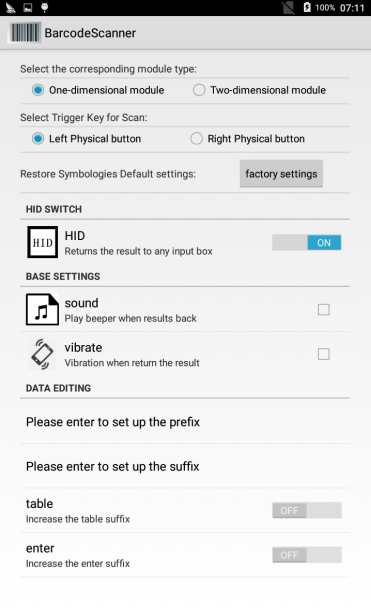 100% 07:11
BarcodeScanner
Select the corresponding module type:
One-dimensional module Two-dimensional module
Select Trigger Key for Scan:
Left Physical button Right Physical button
Restore Symbologies Default settings: factory settings
HID SWITCH
HID
HID ON
Returns the result to any input box
BASE SETTINGS
sound
Play beeper when results back
vibrate
Vibration when return the result
DATA EDITING
Please enter to set up the prefix
Please enter to set up the suffix
table
OFF
Increase the table suffix
enter
OFF
Increase the enter suffix